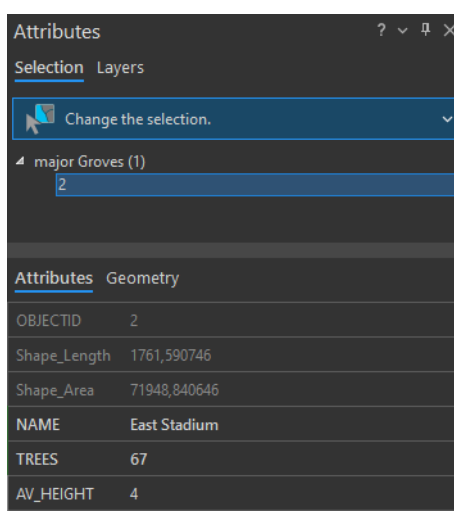 Attributes ?
Selection Layers
Change the selection.
major Groves (1)
2
Attributes Geometry
OBJECTID 2
Shape_Length 1761,590746
Shape_Area 71948,840646
NAME East Stadium
TREES 67
AV_HEIGHT 4